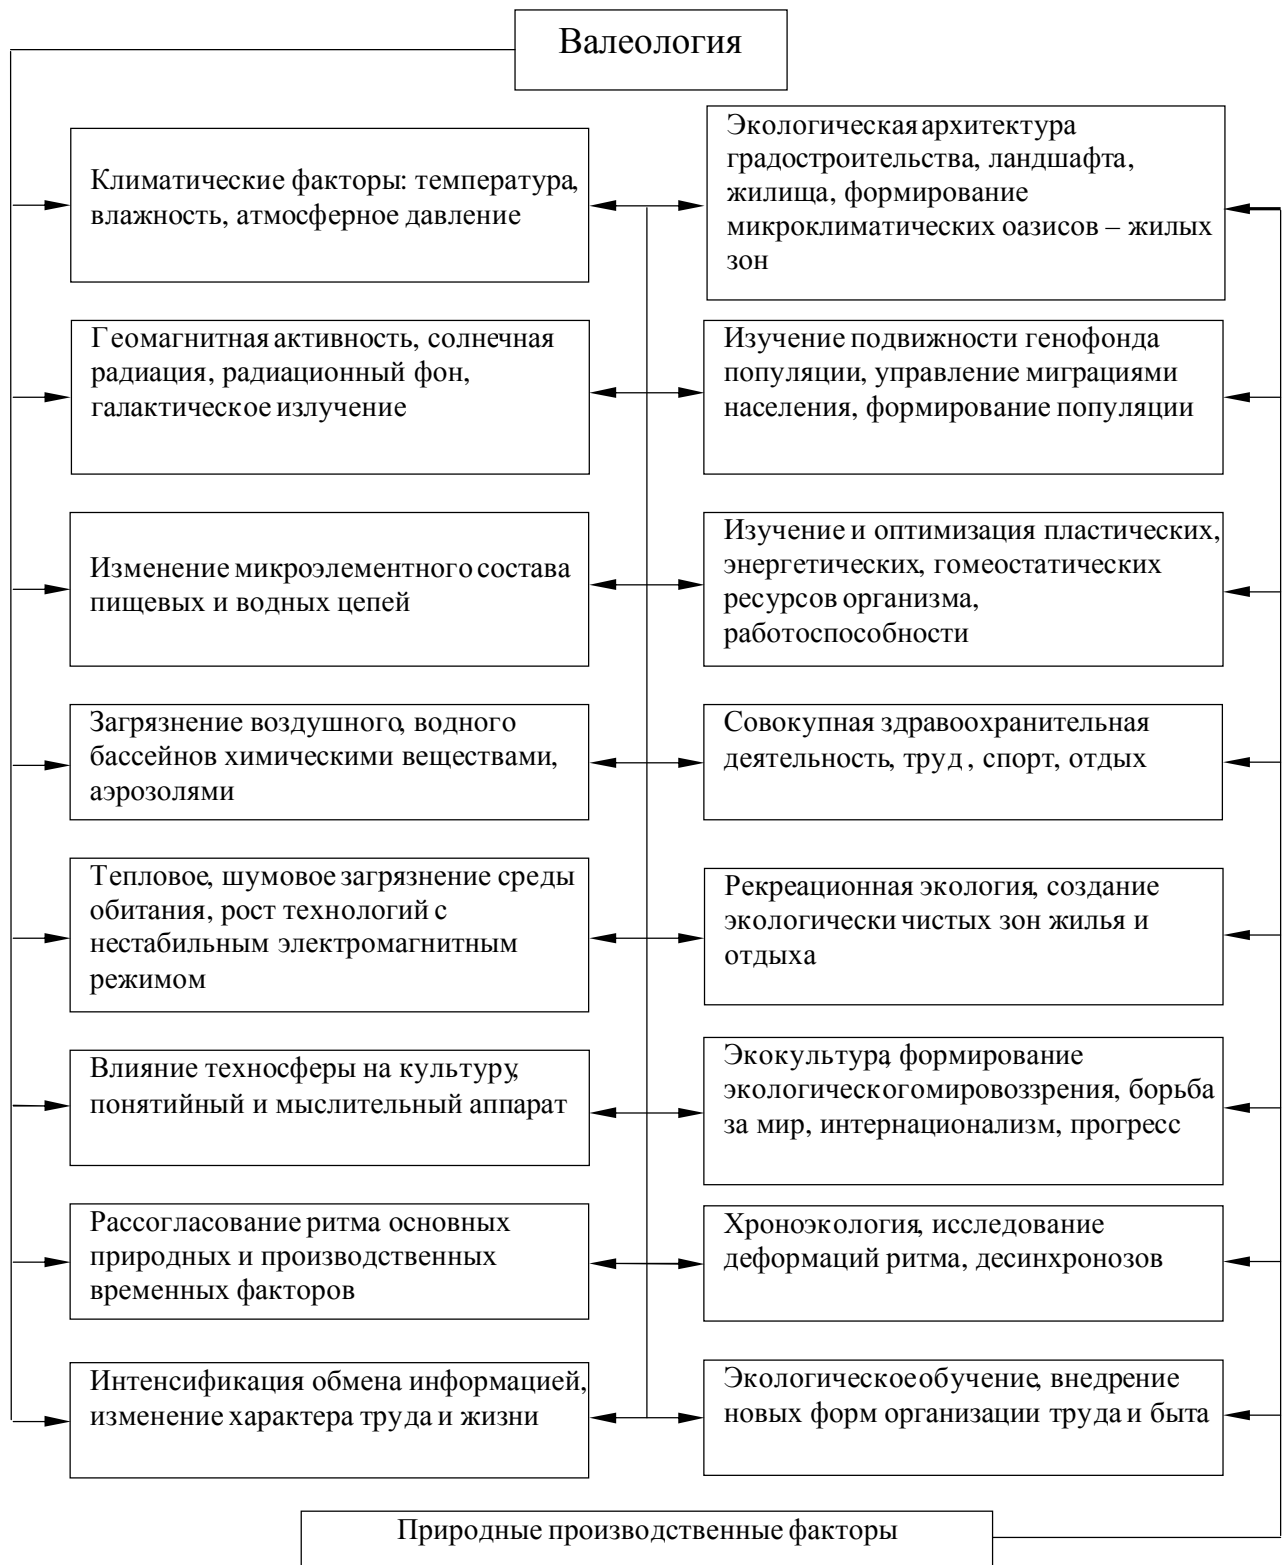 Валеология
Климатические факторы: температура,
влажность, атмосферное давление
Экологическая архитектура
градостроительства, ландшафта,
жилища, формирование
микроклиматических оазисов – жилых
зон
Геомагнитная активность, солнечная
радиация, радиационный фон,
галактическое излучение
Изучение подвижности генофонда
популяции, управление миграциями
населения, формирование популяции
Изменение микроэлементного состава
пищевых и водных цепей
Изучение и оптимизация пластических,
энергетических, гомеостатических
ресурсов организма,
работоспособности
Загрязнение воздушного, водного
бассейнов химическими веществами,
аэрозолями
Совокупная здравоохранительная
деятельность, труд , спорт, отдых
Тепловое, шумовое загрязнение среды
обитания, рост технологий с
нестабильным электромагнитным
режимом
Рекреационная экология, создание
экологически чистых зон жилья и
отдыха
Влияние техносферы на культуру,
понятийный и мыслительный аппарат
Экокультура, формирование
экологического мировоззрения, борьба
за мир, интернационализм, прогресс
Рассогласование ритма основных
природных и производственных
временных факторов
Хроноэкология, исследование
деформаций ритма, десинхронозов
Интенсификация обмена информацией,
изменение характера труда и жизни
Экологическое обучение, внедрение
новых форм организации труда и быта
Природные производственные факторы